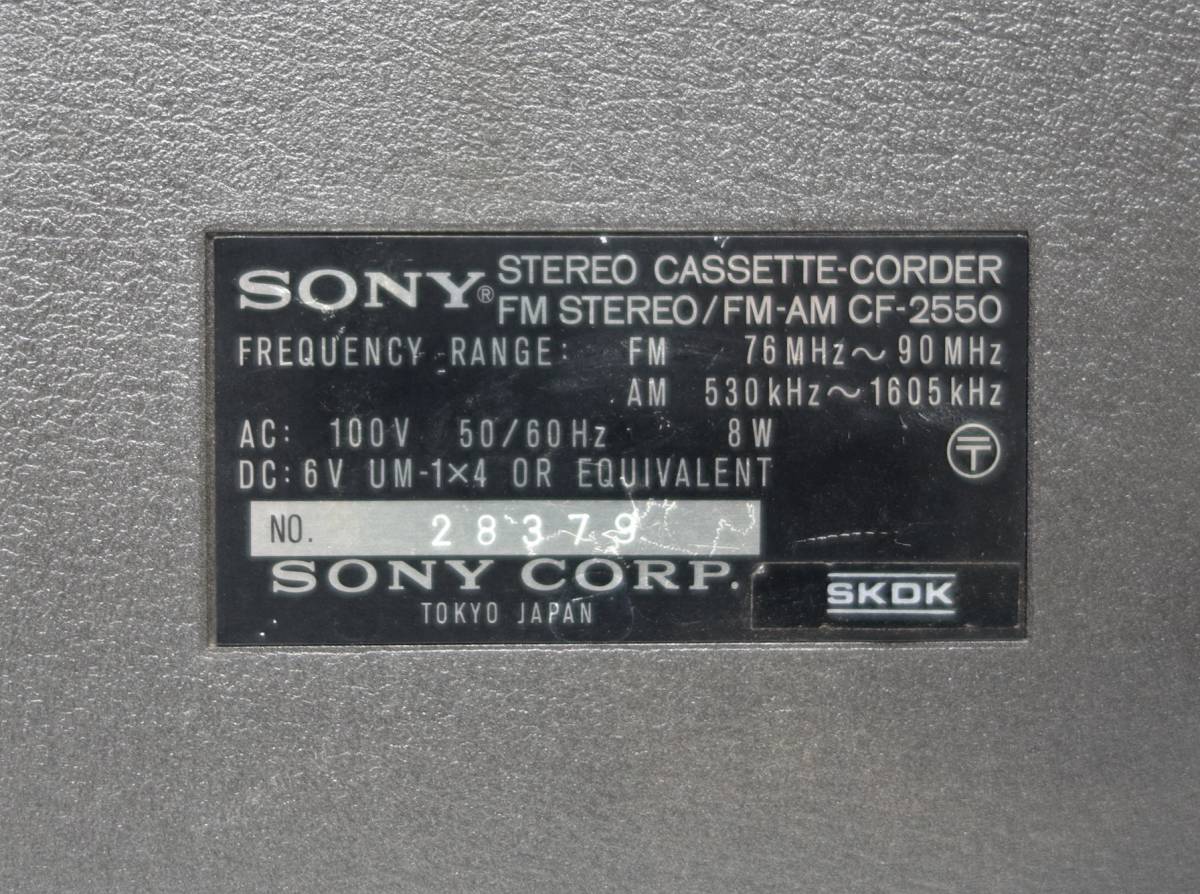 SONY® STEREO CASSETTE-CORDER
FM STEREO/FM-AM CF-2550
FREQUENCY RANGE: FM 76MHz~90MHz
AM 530kHz~1605kHz
AC: 100V 50/60Hz 8W
〒
DC:6V UM-1×4 OR EQUIVALENT
NO. 28379
SONY CORP.
SKDK
TOKYO JAPAN